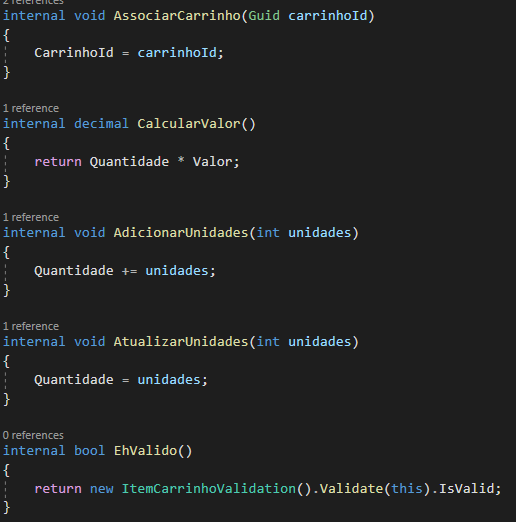 2 references
internal void AssociarCarrinho(Guid carrinhoId)
{
CarrinhoId = carrinhoId;
}
1 reference
internal decimal CalcularValor()
{
return Quantidade * Valor;
}
1 reference
internal void AdicionarUnidades(int unidades)
{
Quantidade += unidades;
}
1 reference
internal void AtualizarUnidades(int unidades)
{
Quantidade = unidades;
}
0 references
internal bool EhValido()
{
return new ItemCarrinhoValidation().Validate(this).IsValid;
}